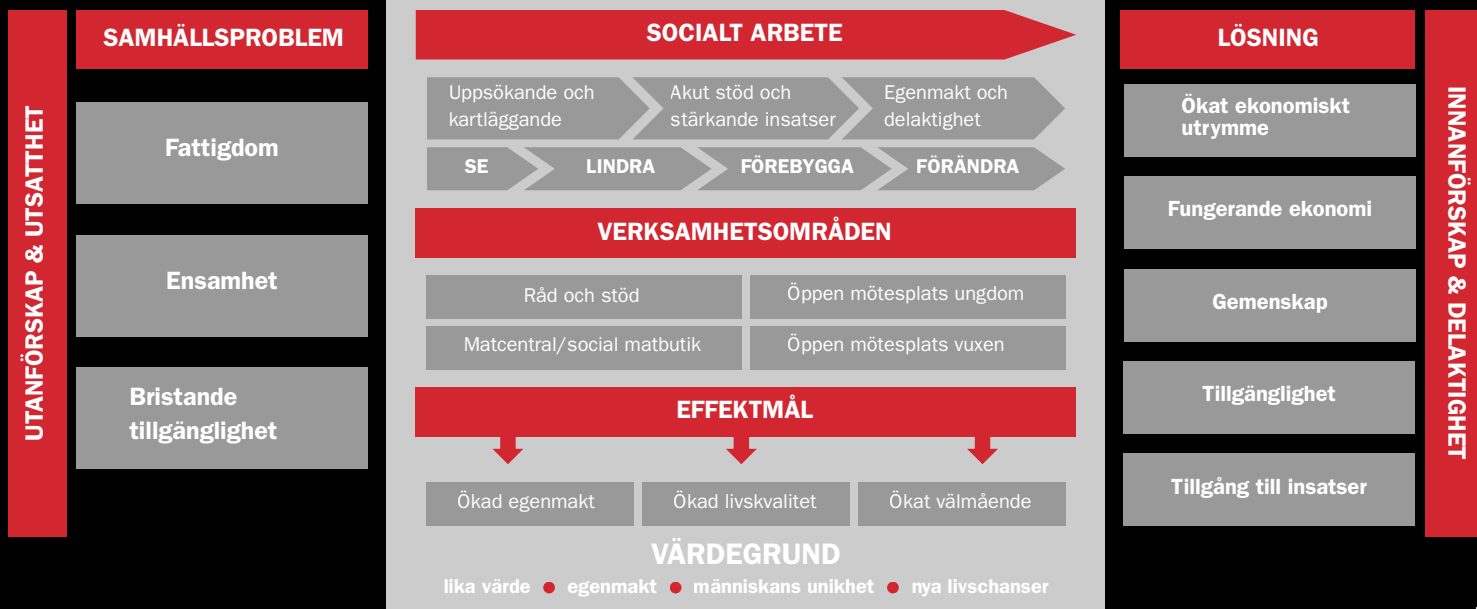 UTANFÖRSKAP & UTSATTHET
SAMHÄLLSPROBLEM
Fattigdom
Ensamhet
Bristande
tillgänglighet
SOCIALT ARBETE
Uppsökande och
kartläggande
Akut stöd och
stärkande insatser
Egenmakt och
delaktighet
SE
LINDRA
FÖREBYGGA
FÖRÄNDRA
VERKSAMHETSOMRÅDEN
Råd och stöd
Öppen mötesplats ungdom
Matcentral/social matbutik
Öppen mötesplats vuxen
EFFEKTMÅL
Ökad egenmakt
Ökad livskvalitet
Ökat välmående
VÄRDEGRUND
lika värde ● egenmakt ● människans unikhet ● nya livschanser
LÖSNING
Ökat ekonomiskt
utrymme
Fungerande ekonomi
Gemenskap
Tillgänglighet
Tillgång till insatser
INNANFÖRSKAP & DELAKTIGHET